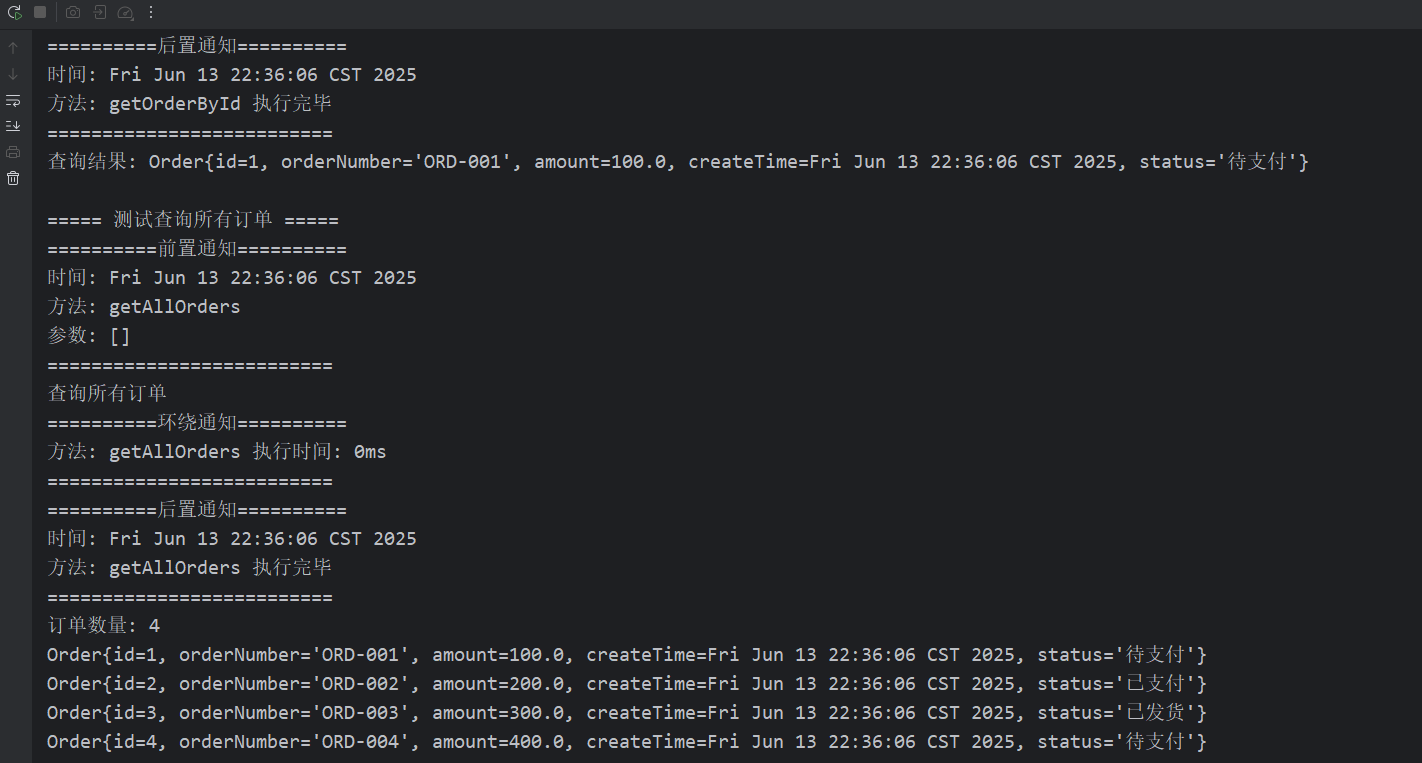 ==========后置通知==========
时间: Fri Jun 13 22:36:06 CST 2025
方法: getOrderById 执行完毕
==========================
查询结果: Order{id=1, orderNumber='ORD-001', amount=100.0, createTime=Fri Jun 13 22:36:06 CST 2025, status='待支付'}

===== 测试查询所有订单 =====
==========前置通知==========
时间: Fri Jun 13 22:36:06 CST 2025
方法: getAllOrders
参数: []
==========================
查询所有订单
==========环绕通知==========
方法: getAllOrders 执行时间: 0ms
==========================
==========后置通知==========
时间: Fri Jun 13 22:36:06 CST 2025
方法: getAllOrders 执行完毕
==========================
订单数量: 4
Order{id=1, orderNumber='ORD-001', amount=100.0, createTime=Fri Jun 13 22:36:06 CST 2025, status='待支付'}
Order{id=2, orderNumber='ORD-002', amount=200.0, createTime=Fri Jun 13 22:36:06 CST 2025, status='已支付'}
Order{id=3, orderNumber='ORD-003', amount=300.0, createTime=Fri Jun 13 22:36:06 CST 2025, status='已发货'}
Order{id=4, orderNumber='ORD-004', amount=400.0, createTime=Fri Jun 13 22:36:06 CST 2025, status='待支付'}